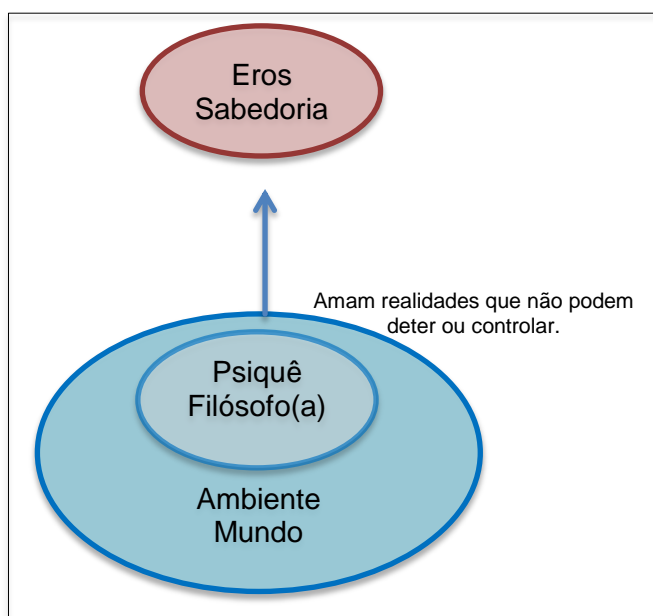 Eros
Sabedoria
Amam realidades que não podem
deter ou controlar.
Psiquê
Filósofo(a)
Ambiente
Mundo